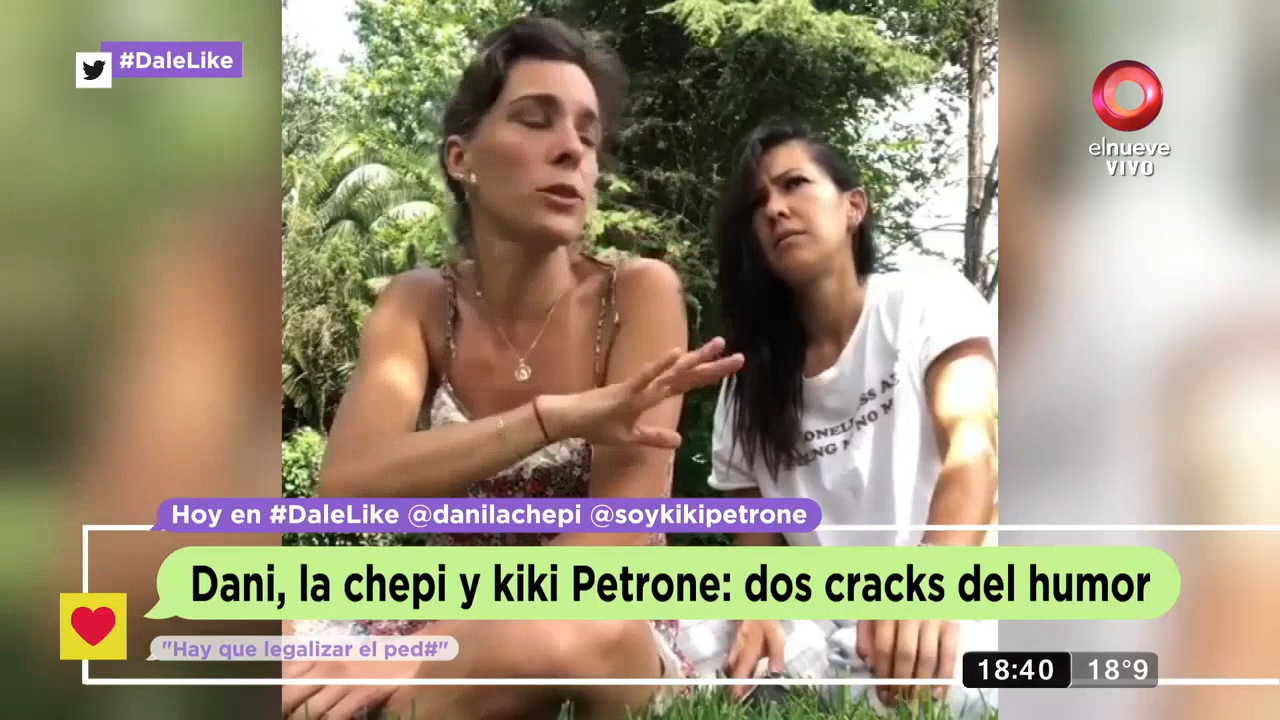 #DaleLike
elnueve
VIVO
Hoy en #DaleLike @danilachepi @soykikipetrone
Dani, la chepi y kiki Petrone: dos cracks del humor
"Hay que legalizar el ped#"
18:40 18°9